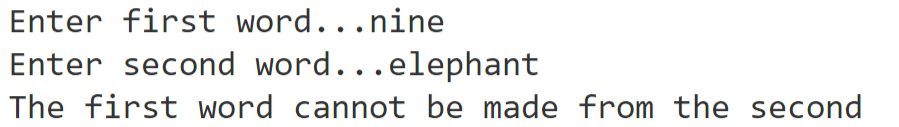 Enter first word...nine
Enter second word...elephant
The first word cannot be made from the second